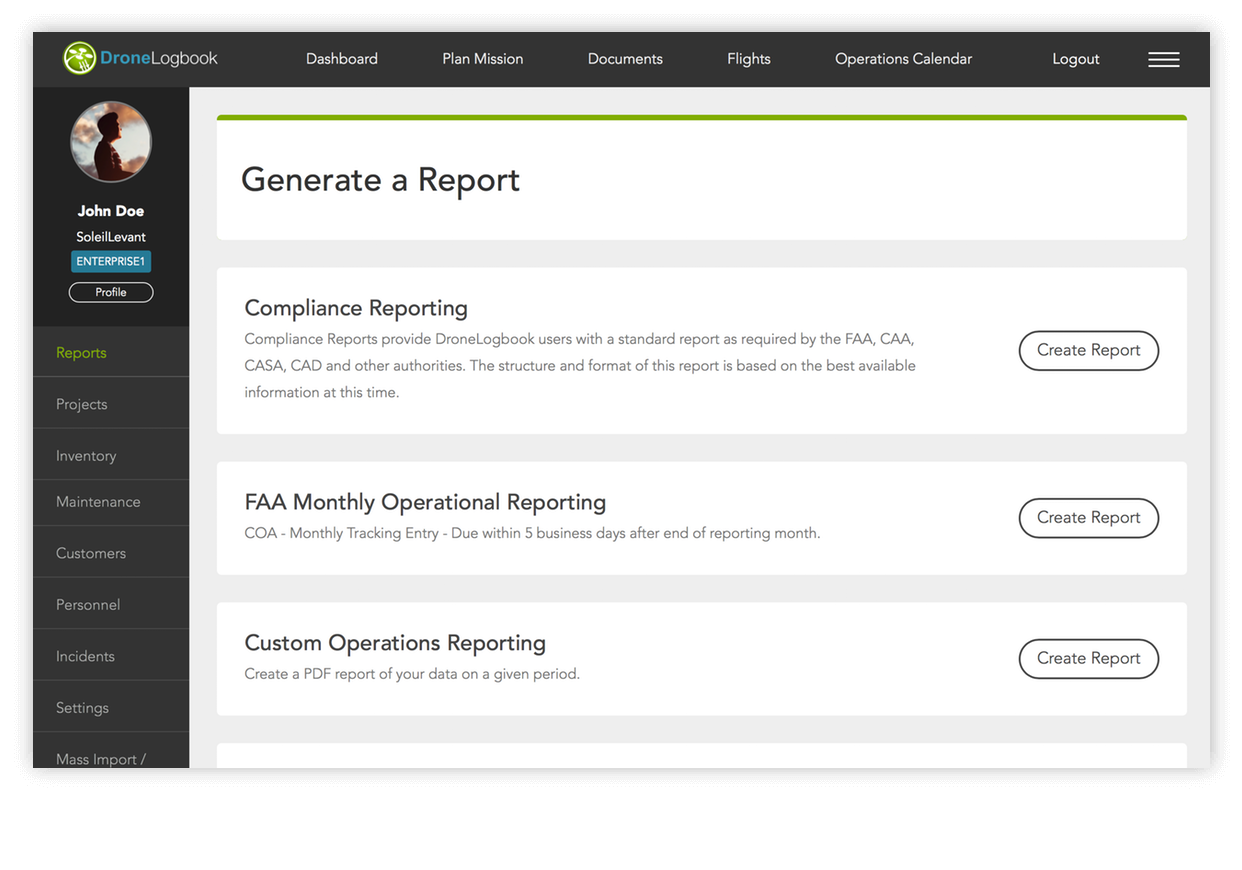 DroneLogbook
Dashboard
Plan Mission
Documents
Flights
Operations Calendar
Logout
John Doe
SoleilLevant
ENTERPRISE1
Profile
Reports
Projects
Inventory
Maintenance
Customers
Personnel
Incidents
Settings
Mass Import /
Generate a Report
Compliance Reporting
Compliance Reports provide DroneLogbook users with a standard report as required by the FAA, CAA,
CASA, CAD and other authorities. The structure and format of this report is based on the best available
information at this time.
Create Report
FAA Monthly Operational Reporting
COA - Monthly Tracking Entry - Due within 5 business days after end of reporting month.
Create Report
Custom Operations Reporting
Create a PDF report of your data on a given period.
Create Report